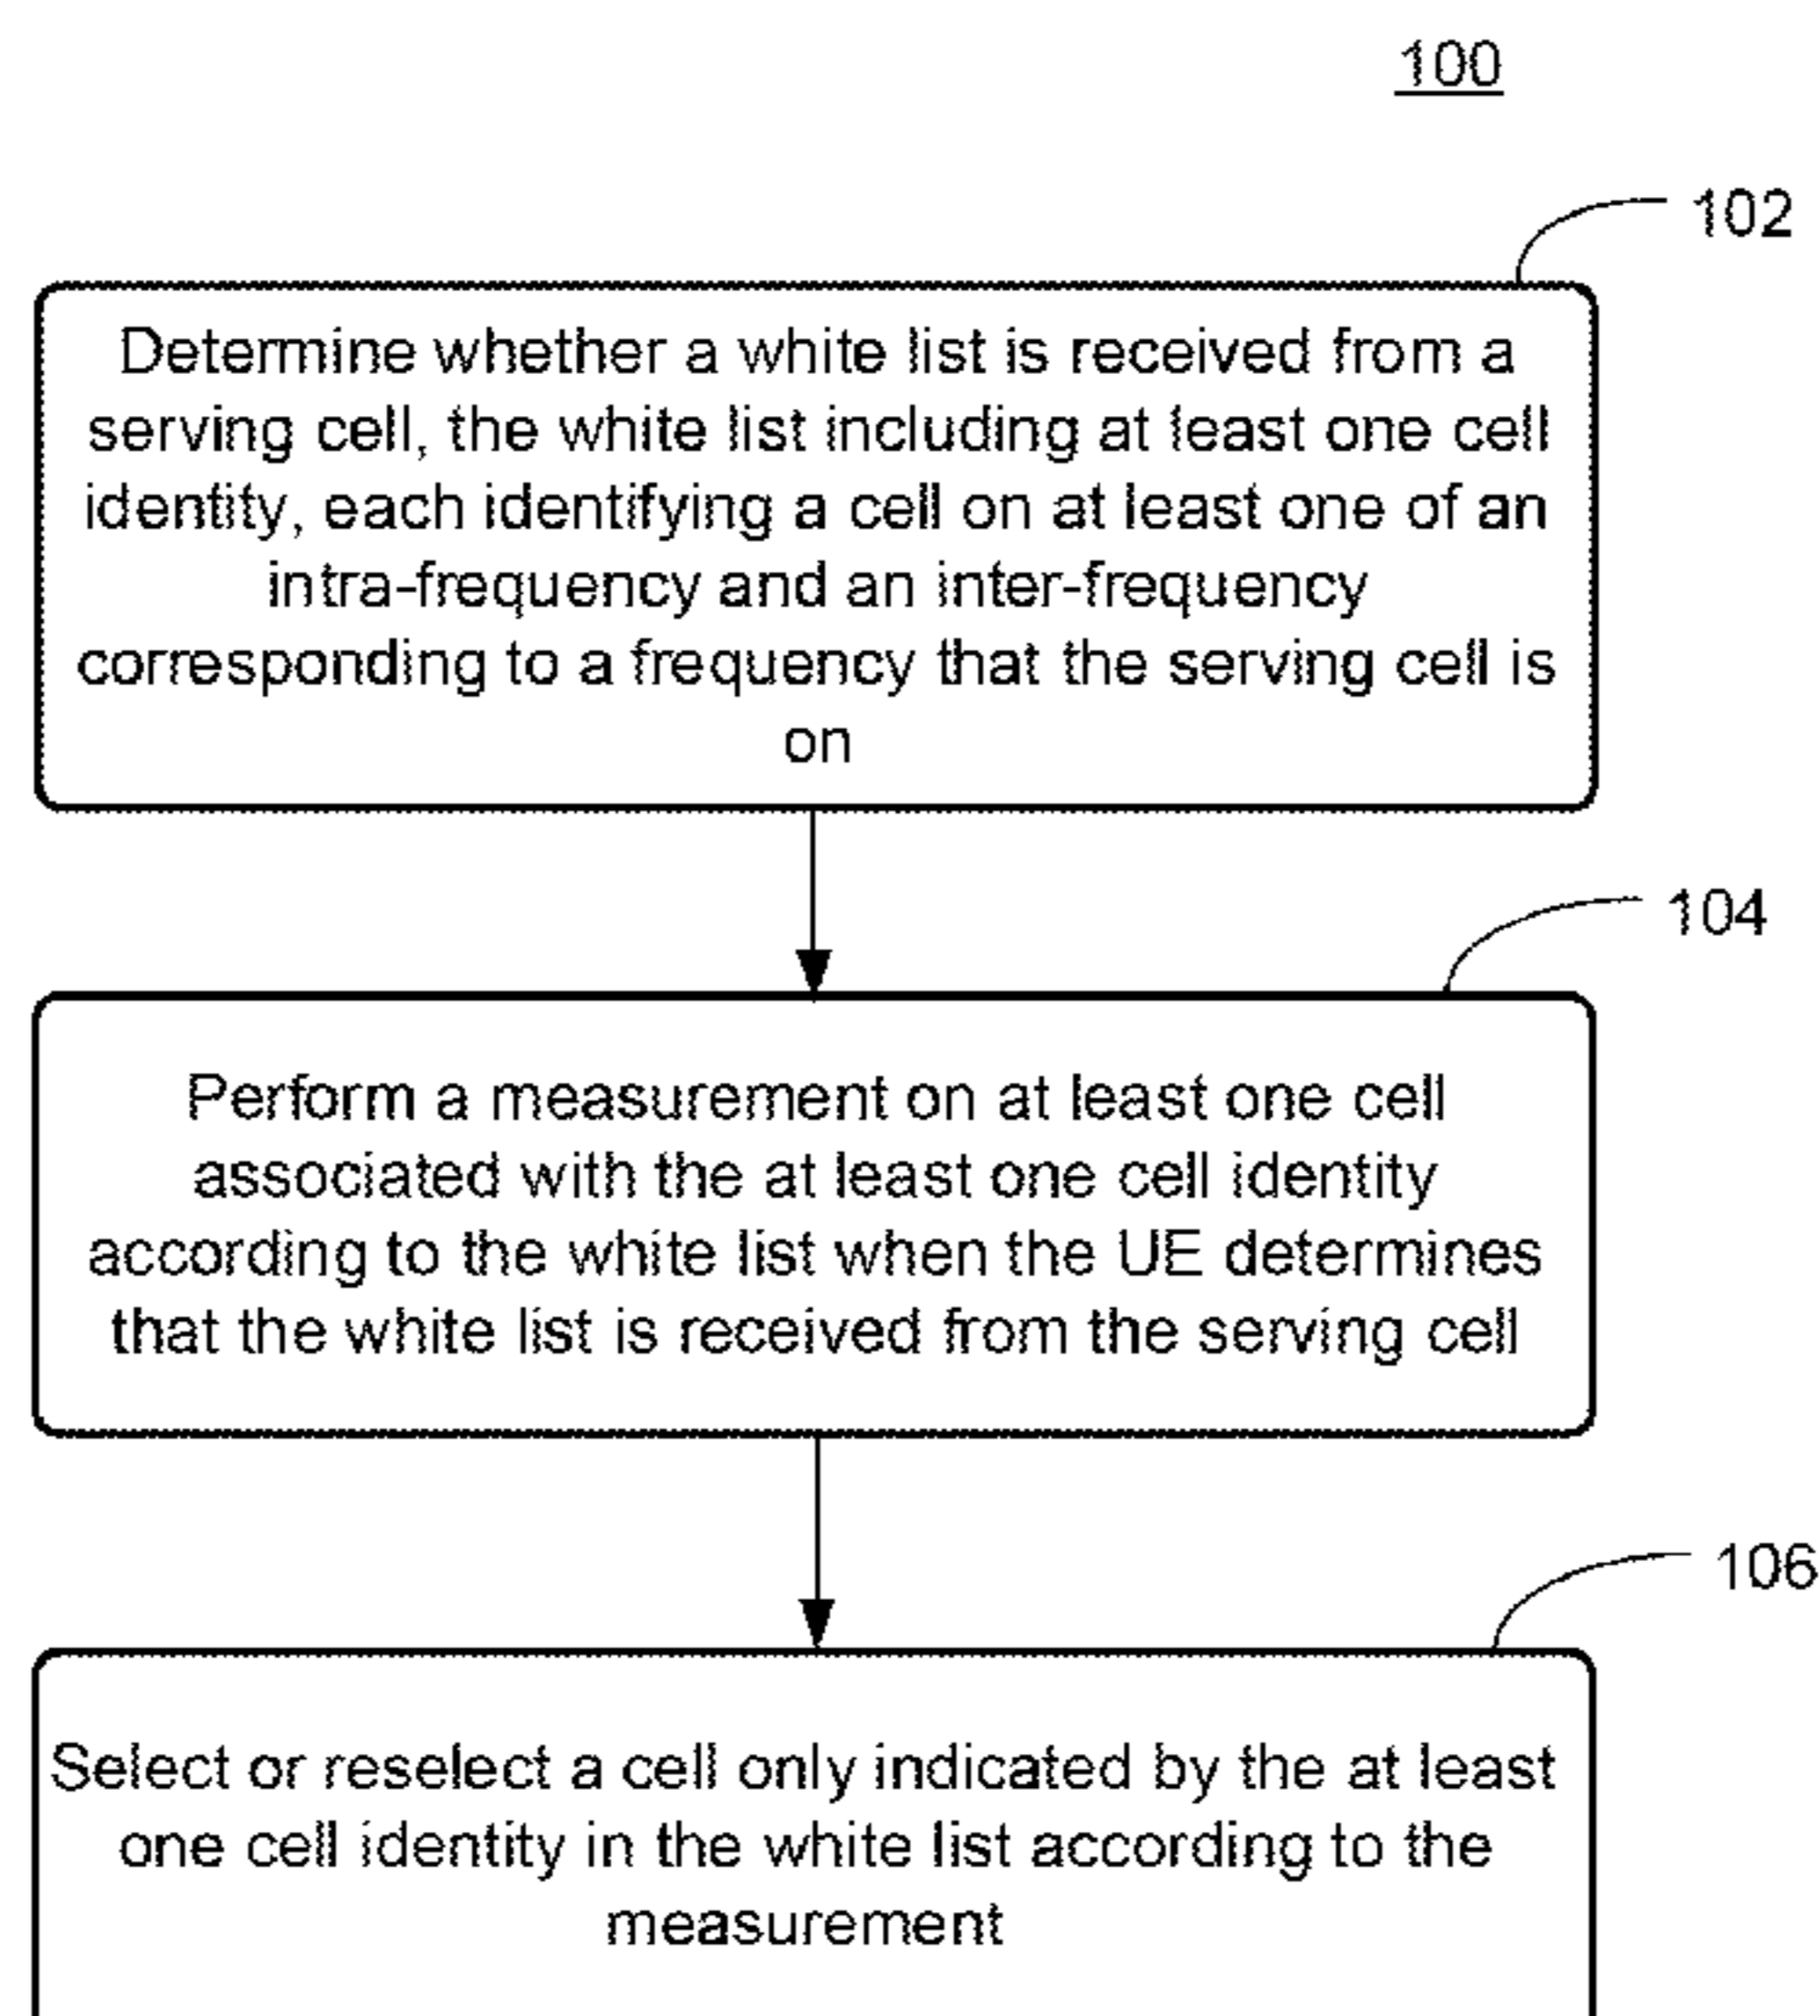 100
102
Determine whether a white list is received from a
serving cell, the white list including at least one cell
identity, each identifying a cell on at least one of an
intra-frequency and an inter-frequency
corresponding to a frequency that the serving cell is
on
104
Perform a measurement on at least one cell
associated with the at least one cell identity
according to the white list when the UE determines
that the white list is received from the serving cell
106
Select or reselect a cell only indicated by the at least
one cell identity in the white list according to the
measurement